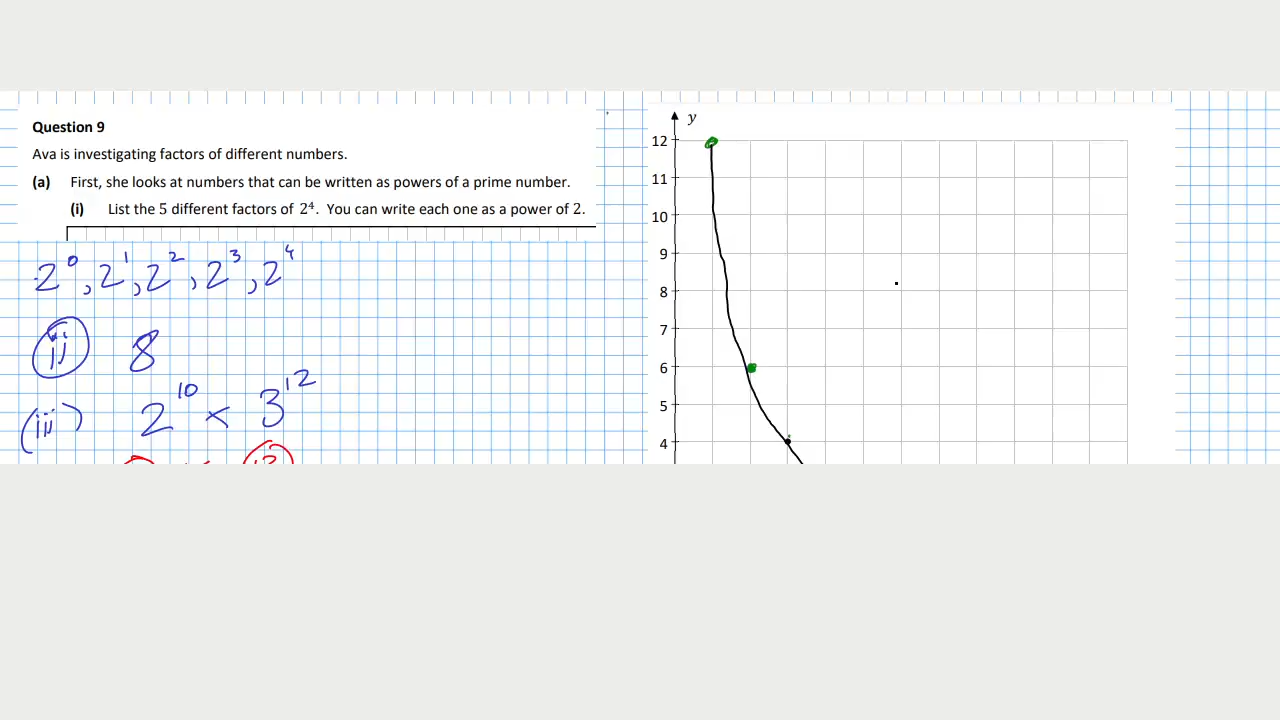 Question 9
Ava is investigating factors of different numbers.
(a) First, she looks at numbers that can be written as powers of a prime number.
(i) List the 5 different factors of 2⁴. You can write each one as a power of 2.
2⁰, 2¹, 2², 2³, 2⁴
(ii) 8
(iii) 2¹⁰ × 3¹²
y
12
11
10
9
8
7
6
5
4